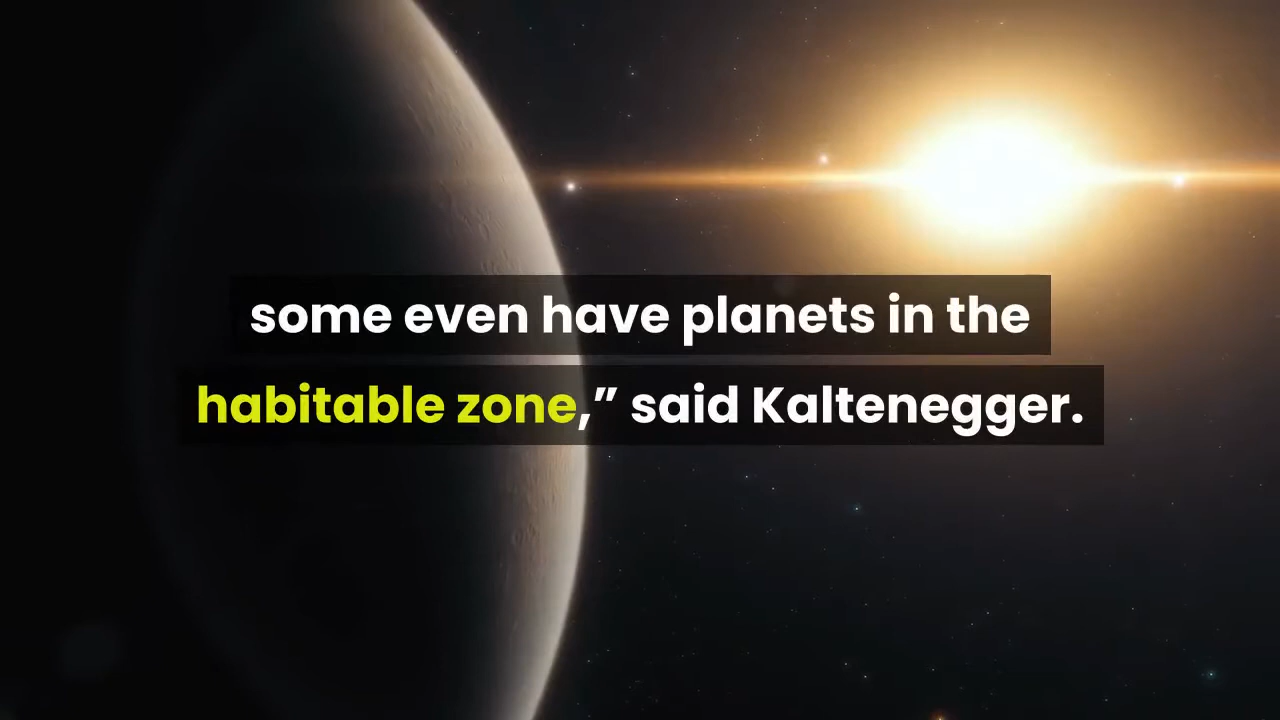 some even have planets in the
habitable zone,” said Kaltenegger.